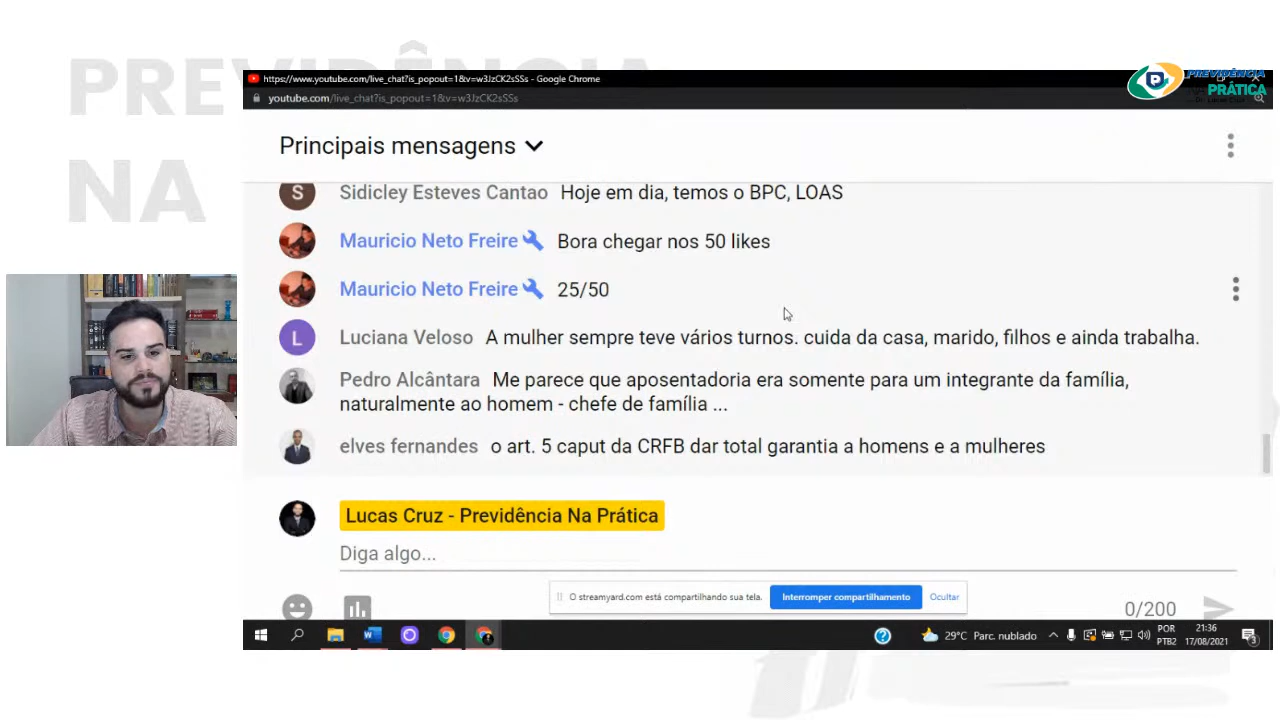 PREVIDÊNCIA
NA
PREVIDÊNCIA
PRÁTICA
Dr. Lucas Cruz
https://www.youtube.com/live_chat?is_popout=1&v=w3JzCK2sSSs - Google Chrome
youtube.com/live_chat?is_popout=1&v=w3JzCK2sSSs
Principais mensagens
S Sidicley Esteves Cantao Hoje em dia, temos o BPC, LOAS
Mauricio Neto Freire Bora chegar nos 50 likes
Mauricio Neto Freire 25/50
L Luciana Veloso A mulher sempre teve vários turnos. cuida da casa, marido, filhos e ainda trabalha.
Pedro Alcântara Me parece que aposentadoria era somente para um integrante da família,
naturalmente ao homem - chefe de família ...
elves fernandes o art. 5 caput da CRFB dar total garantia a homens e a mulheres
Lucas Cruz - Previdência Na Prática
Diga algo...
O streamyard.com está compartilhando sua tela. Interromper compartilhamento Ocultar
0/200
29°C Parc. nublado
POR
PTB2
21:36
17/08/2021
3